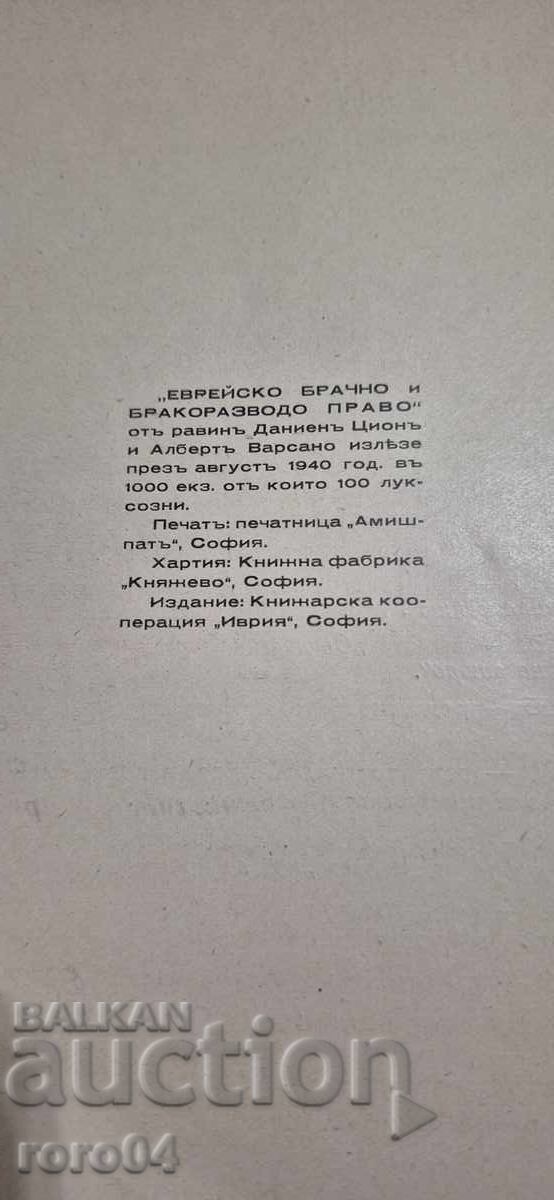 „ЕВРЕЙСКО БРАЧНО И
БРАКОРАЗВОДО ПРАВО“
отъ равинъ Даниенъ Ционъ
и Албертъ Варсано излѣзе
презъ августъ 1940 год. въ
1000 екз. отъ които 100 лук-
созни.
Печатъ: печатница „Амиш-
патъ“, София.
Хартия: Книжна фабрика
„Княжево“, София.
Издание: Книжарска коо-
перация „Иврия“, София.
BALKAN
auction
roro04